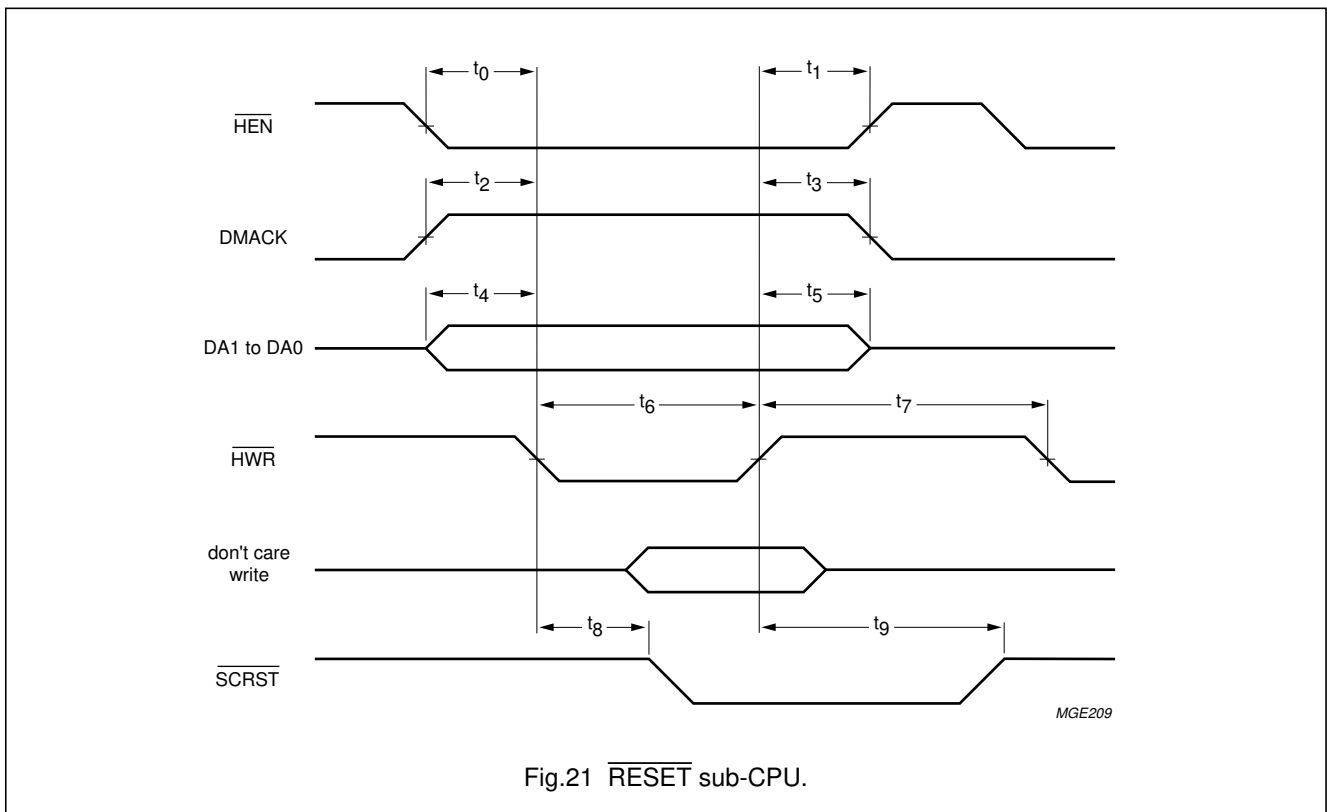 t0
t1
HEN
t2
t3
DMACK
t4
t5
DA1 to DA0
t6
t7
HWR
don't care
write
t8
t9
SCRST
MGE209
Fig.21 RESET sub-CPU.